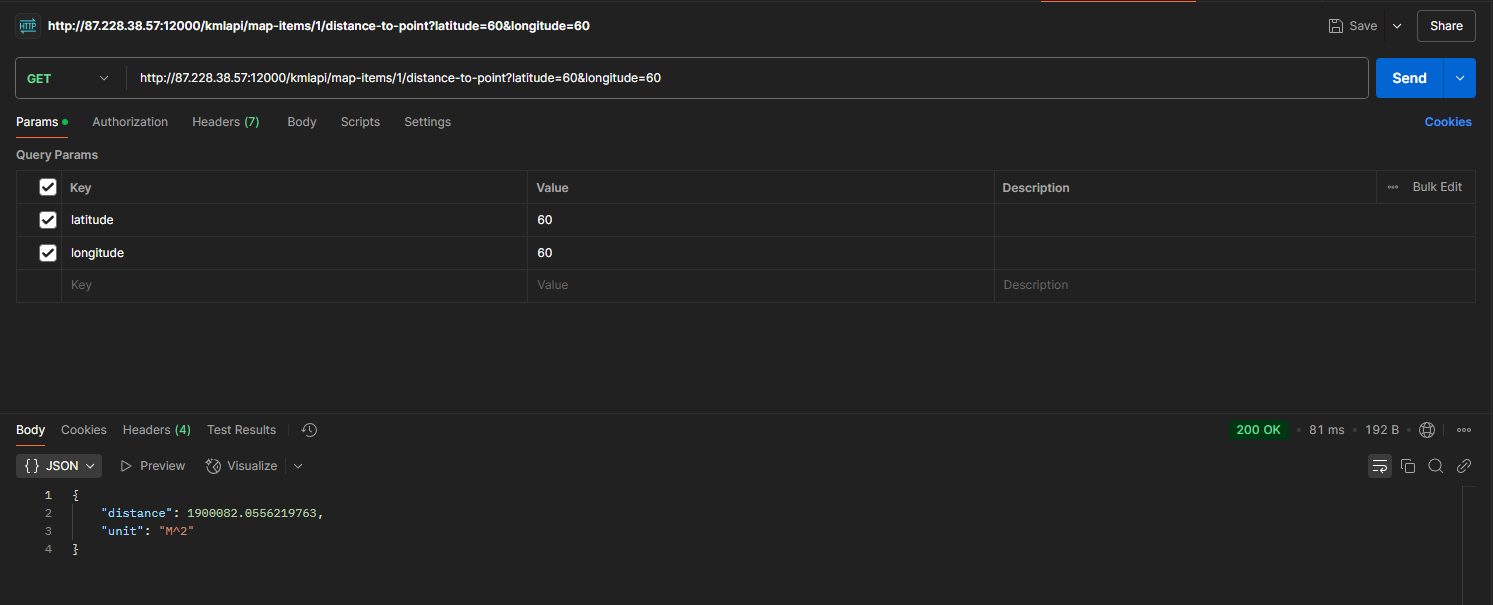 HTTP http://87.228.38.57:12000/kmlapi/map-items/1/distance-to-point?latitude=60&longitude=60 Save Share
GET http://87.228.38.57:12000/kmlapi/map-items/1/distance-to-point?latitude=60&longitude=60 Send
Params Authorization Headers (7) Body Scripts Settings Cookies
Query Params
Key Value Description Bulk Edit
latitude 60
longitude 60
Key Value Description
Body Cookies Headers (4) Test Results 200 OK 81 ms 192 B
{} JSON Preview Visualize
1 {
2 "distance": 1900082.0556219763,
3 "unit": "M^2"
4 }